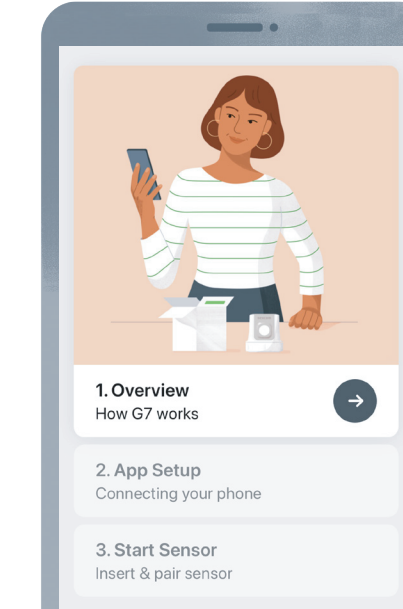 1. Overview
How G7 works
2. App Setup
Connecting your phone
3. Start Sensor
Insert & pair sensor